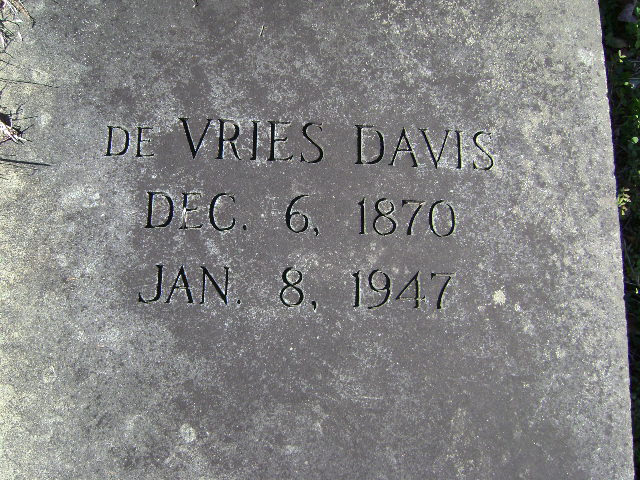 DE VRIES DAVIS
DEC. 6, 1870
JAN. 8, 1947